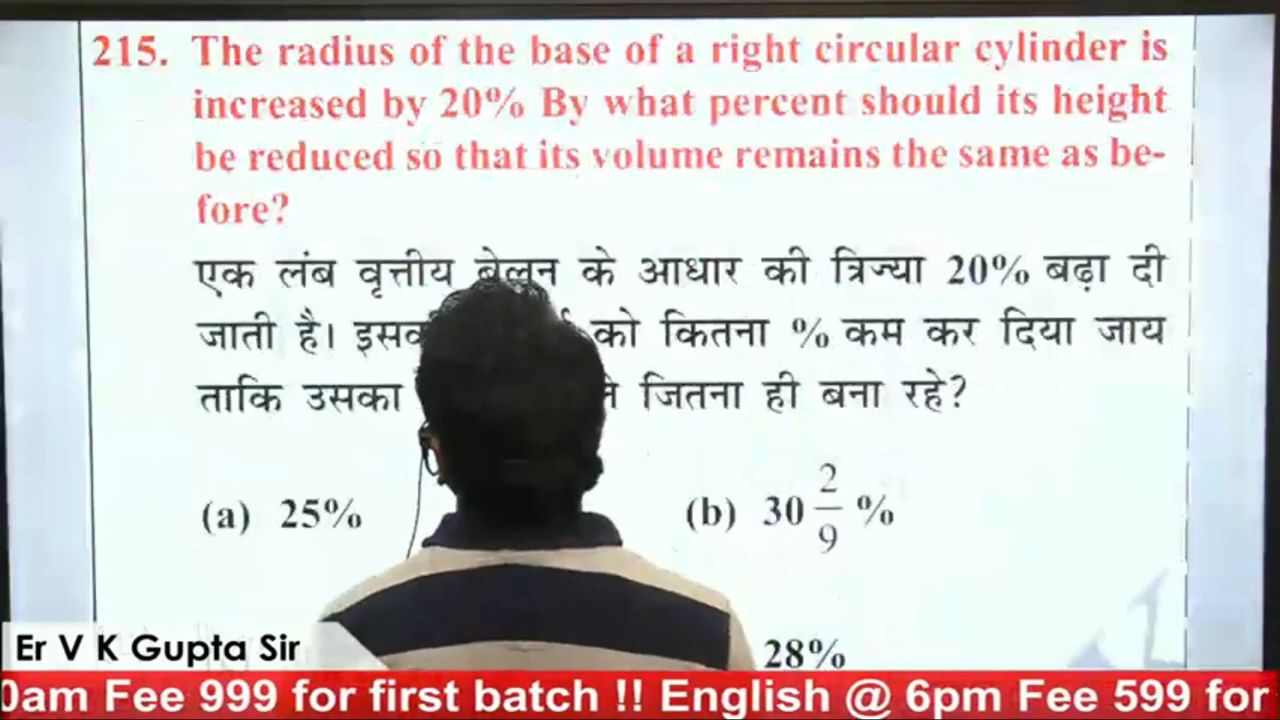 215. The radius of the base of a right circular cylinder is
increased by 20% By what percent should its height
be reduced so that its volume remains the same as be-
fore?
एक लंब वृत्तीय बेलन के आधार की त्रिज्या 20% बढ़ा दी
जाती है। को कितना % कम कर दिया जाय
ताकि उसका जितना ही बना रहे?
(a) 25% (b) 30 2/9 %
28%
Er V K Gupta Sir
0am Fee 999 for first batch !! English @ 6pm Fee 599 for